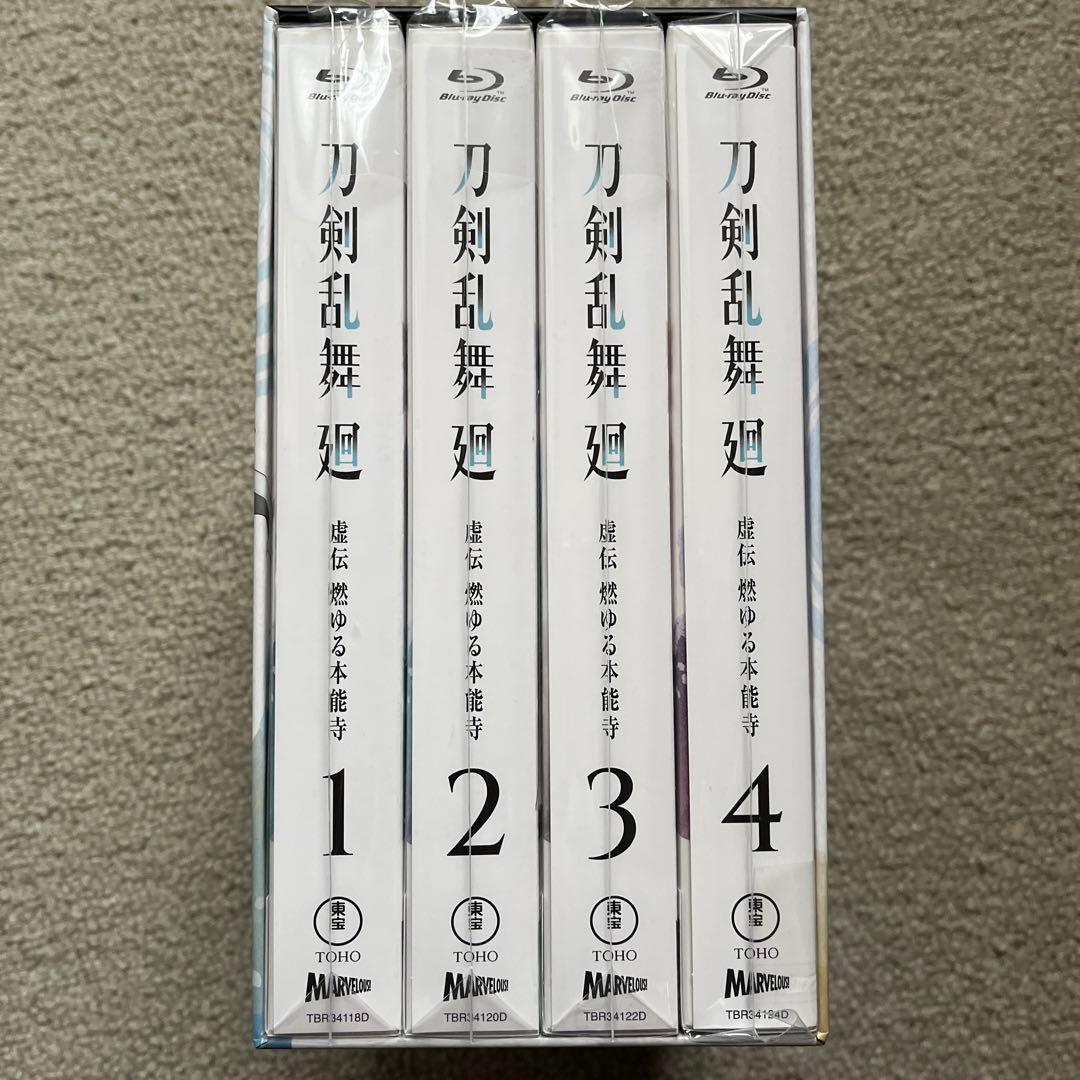 Blu-ray Disc™
刀剣乱舞 廻
虚伝 燃ゆる本能寺
1
東宝
TOHO
MARVELOUS!
TBR34118D
Blu-ray Disc™
刀剣乱舞 廻
虚伝 燃ゆる本能寺
2
東宝
TOHO
MARVELOUS!
TBR34120D
Blu-ray Disc™
刀剣乱舞 廻
虚伝 燃ゆる本能寺
3
東宝
TOHO
MARVELOUS!
TBR34122D
Blu-ray Disc™
刀剣乱舞 廻
虚伝 燃ゆる本能寺
4
東宝
TOHO
MARVELOUS!
TBR34124D